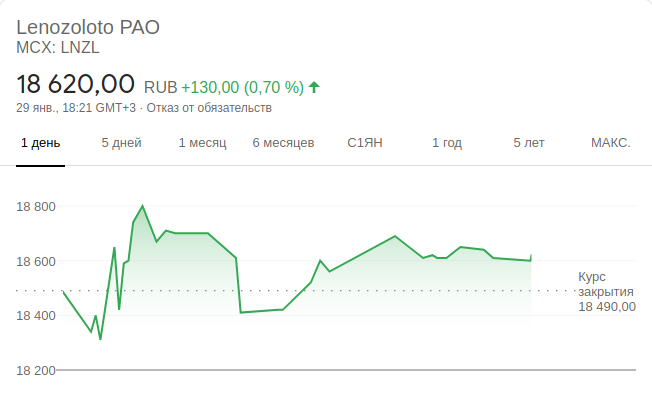 Lenozoloto PAO
MCX: LNZL
18 620,00 RUB +130,00 (0,70 %)
29 янв., 18:21 GMT+3 · Отказ от обязательств
1 день 5 дней 1 месяц 6 месяцев С1ЯН 1 год 5 лет МАКС.
18 800
18 600
Курс
закрытия
18 490,00
18 400
18 200